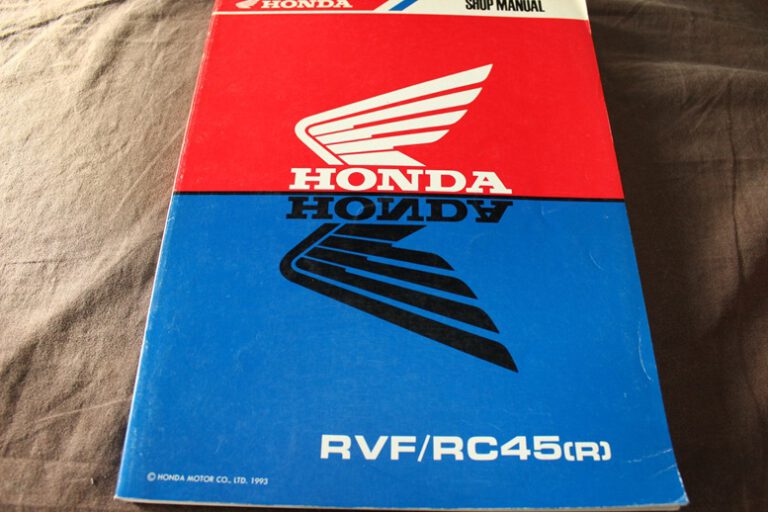 HONDA
SHOP MANUAL
HONDA
HONDA
RVF/RC45(R)
© HONDA MOTOR CO., LTD. 1993